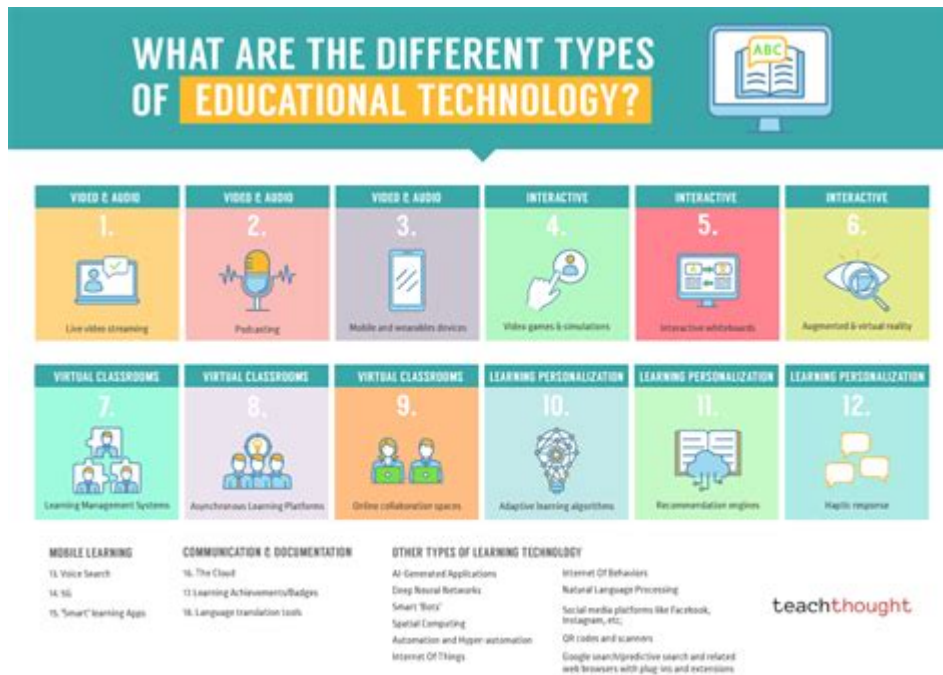 WHAT ARE THE DIFFERENT TYPES
OF EDUCATIONAL TECHNOLOGY?
ABC
VIDEO & AUDIO
1.
Live video streaming
VIDEO & AUDIO
2.
Podcasting
VIDEO & AUDIO
3.
Mobile and wearables devices
INTERACTIVE
4.
Video games & simulations
INTERACTIVE
5.
Interactive whiteboards
INTERACTIVE
6.
Augmented & virtual reality
VIRTUAL CLASSROOMS
7.
Learning Management Systems
VIRTUAL CLASSROOMS
8.
Asynchronous Learning Platforms
VIRTUAL CLASSROOMS
9.
Online collaboration spaces
LEARNING PERSONALIZATION
10.
Adaptive learning algorithms
LEARNING PERSONALIZATION
11.
Recommendation engines
LEARNING PERSONALIZATION
12.
Haptic response
MOBILE LEARNING
13. Voice Search
14. 5G
15. "Smart" learning Apps
COMMUNICATION & DOCUMENTATION
16. The Cloud
17. Learning Achievements/Badges
18. Language translation tools
OTHER TYPES OF LEARNING TECHNOLOGY
AI-Generated Applications
Deep Neural Networks
Smart 'Bots'
Spatial Computing
Automation and Hyper-automation
Internet Of Things
Internet Of Behaviors
Natural Language Processing
Social media platforms like Facebook,
Instagram, etc;
QR codes and scanners
Google search/predictive search and related
web browsers with plug-ins and extensions
teachthought